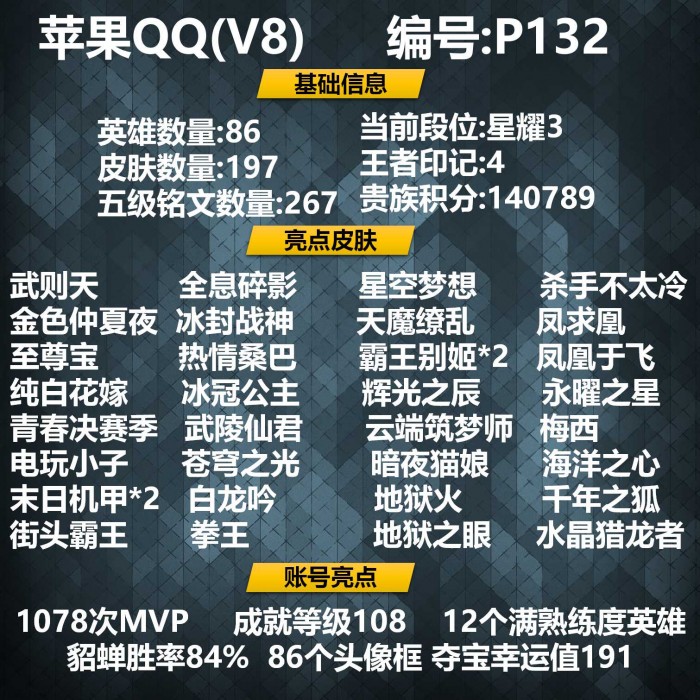 苹果QQ(V8) 编号:P132
基础信息
英雄数量:86 当前段位:星耀3
皮肤数量:197 王者印记:4
五级铭文数量:267 贵族积分:140789
亮点皮肤
武则天 全息碎影 星空梦想 杀手不太冷
金色仲夏夜 冰封战神 天魔缭乱 凤求凰
至尊宝 热情桑巴 霸王别姬*2 凤凰于飞
纯白花嫁 冰冠公主 辉光之辰 永曜之星
青春决赛季 武陵仙君 云端筑梦师 梅西
电玩小子 苍穹之光 暗夜猫娘 海洋之心
末日机甲*2 白龙吟 地狱火 千年之狐
街头霸王 拳王 地狱之眼 水晶猎龙者
账号亮点
1078次MVP 成就等级108 12个满熟练度英雄
貂蝉胜率84% 86个头像框 夺宝幸运值191